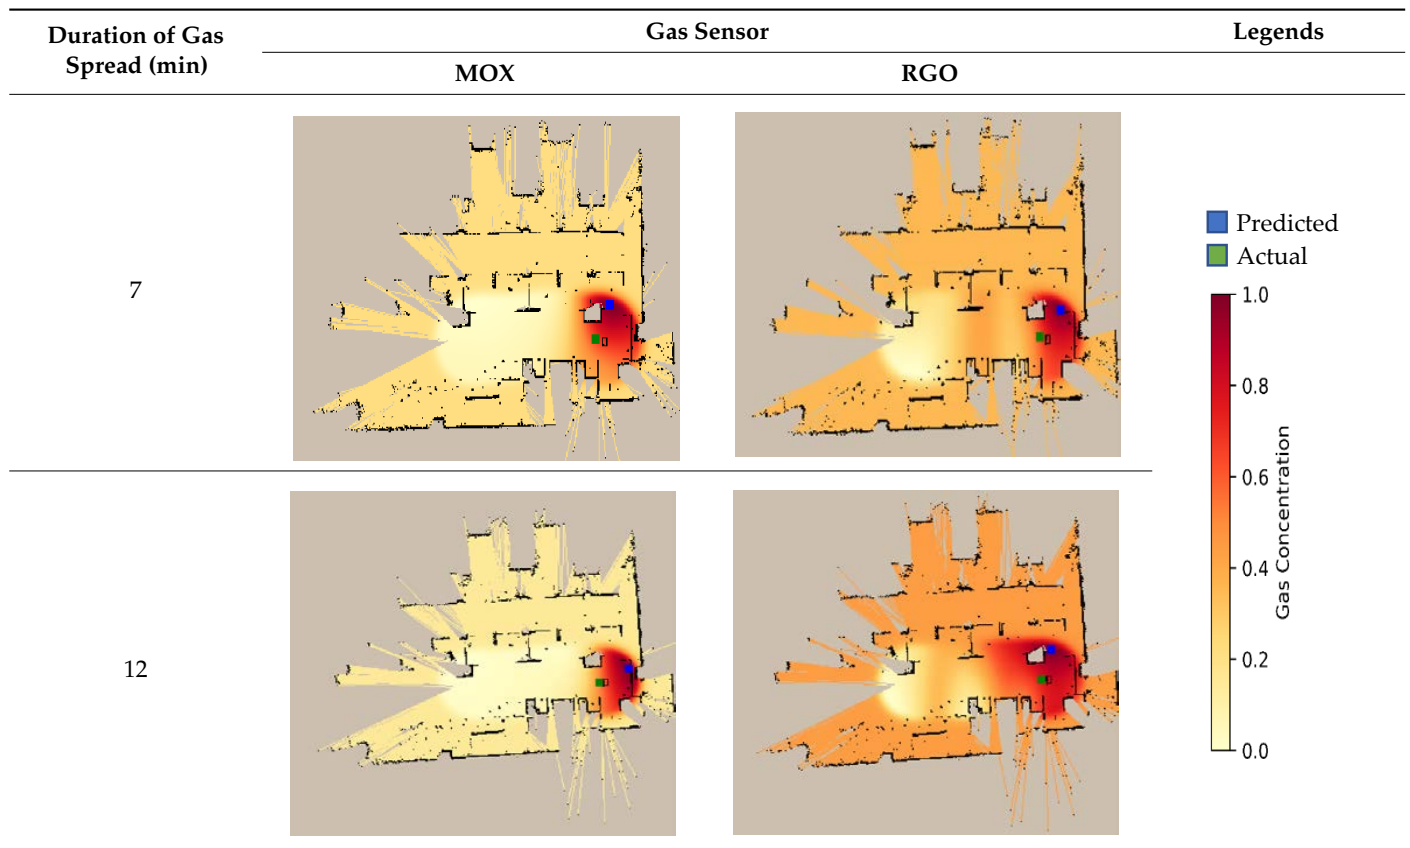 Duration of Gas
Spread (min)
Gas Sensor
Legends
MOX
RGO
7
Predicted
Actual
1.0
0.8
0.6
0.4
0.2
0.0
Gas Concentration
12